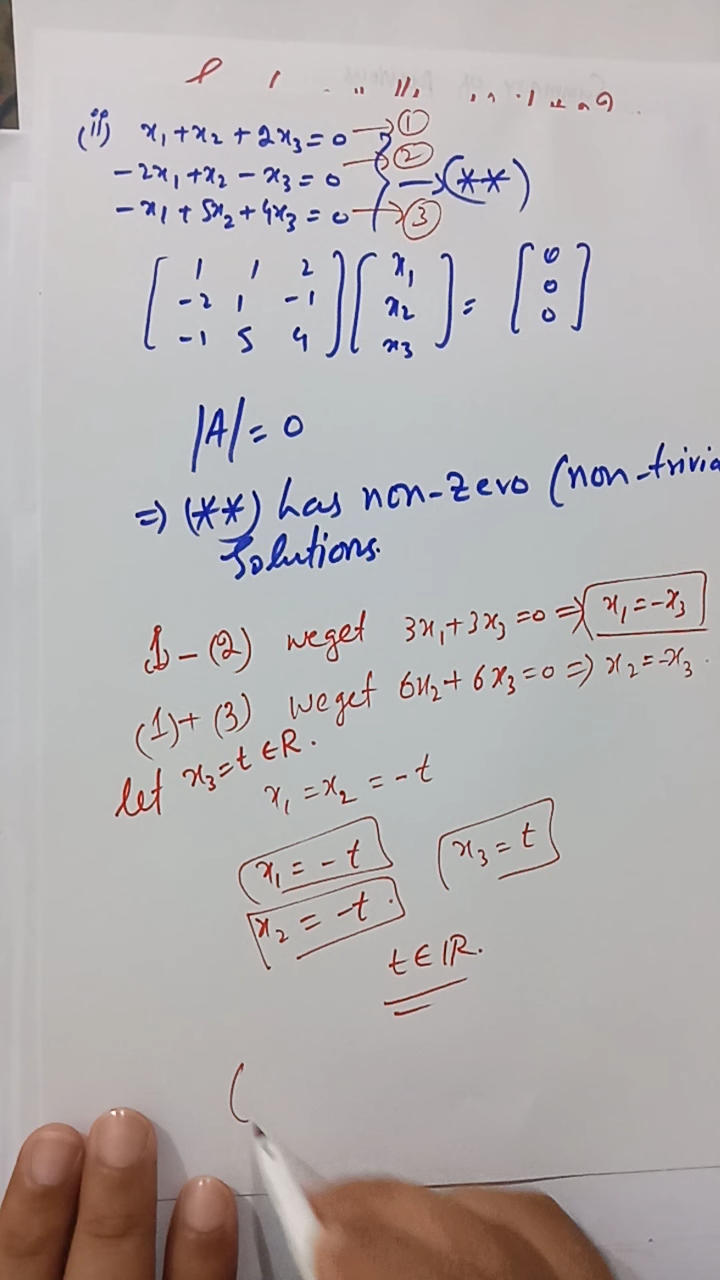 (ii) x₁ + x₂ + 2x₃ = 0 → ①
-2x₁ + x₂ - x₃ = 0 → ② } → (**)
-x₁ + 5x₂ + 4x₃ = 0 → ③
[ 1 1 2 ] [ x₁ ] = [ 0 ]
[ -2 1 -1 ] [ x₂ ] [ 0 ]
[ -1 5 4 ] [ x₃ ] [ 0 ]
|A| = 0
⇒ (**) has non-zero (non-trivia
Solutions.
1 - (2) we get 3x₁ + 3x₃ = 0 ⇒ x₁ = -x₃
(1) + (3) we get 6x₂ + 6x₃ = 0 ⇒ x₂ = -x₃.
let x₃ = t ∈ R.
x₁ = x₂ = -t
x₁ = -t x₃ = t
x₂ = -t.
t ∈ IR.
(